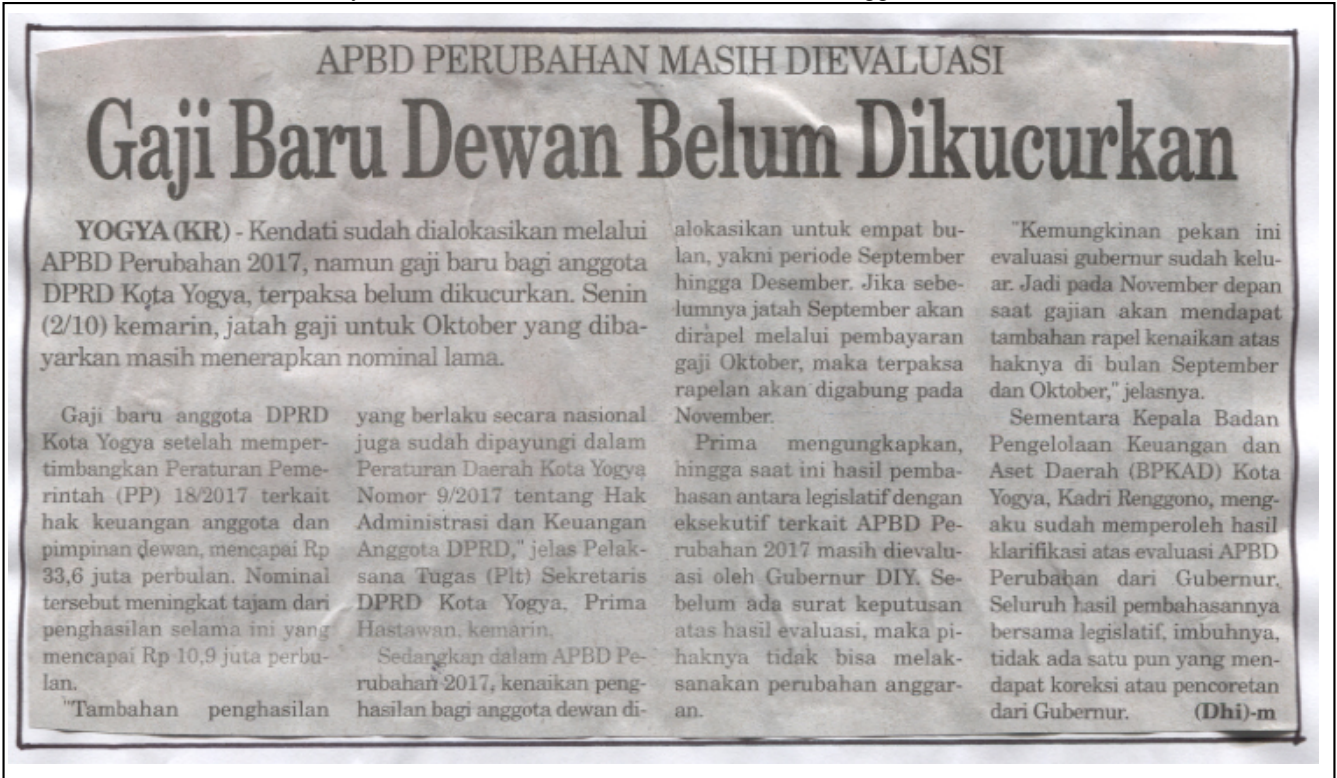 APBD PERUBAHAN MASIH DIEVALUASI
Gaji Baru Dewan Belum Dikucurkan
YOGYA (KR) - Kendati sudah dialokasikan melalui
APBD Perubahan 2017, namun gaji baru bagi anggota
DPRD Kota Yogya, terpaksa belum dikucurkan. Senin
(2/10) kemarin, jatah gaji untuk Oktober yang diba-
yarkan masih menerapkan nominal lama.
Gaji baru anggota DPRD
Kota Yogya setelah memper-
timbangkan Peraturan Peme-
rintah (PP) 18/2017 terkait
hak keuangan anggota dan
pimpinan dewan, mencapai Rp
33,6 juta perbulan. Nominal
tersebut meningkat tajam dari
penghasilan selama ini yang
mencapai Rp 10,9 juta perbu-
lan.
"Tambahan penghasilan
yang berlaku secara nasional
juga sudah dipayungi dalam
Peraturan Daerah Kota Yogya
Nomor 9/2017 tentang Hak
Administrasi dan Keuangan
Anggota DPRD," jelas Pelak-
sana Tugas (Plt) Sekretaris
DPRD Kota Yogya, Prima
Hastawan, kemarin.
Sedangkan dalam APBD Pe-
rubahan 2017, kenaikan peng-
hasilan bagi anggota dewan di-
alokasikan untuk empat bu-
lan, yakni periode September
hingga Desember. Jika sebe-
lumnya jatah September akan
dirapel melalui pembayaran
gaji Oktober, maka terpaksa
rapelan akan digabung pada
November.
Prima mengungkapkan,
hingga saat ini hasil pemba-
hasan antara legislatif dengan
eksekutif terkait APBD Pe-
rubahan 2017 masih dievalu-
asi oleh Gubernur DIY. Se-
belum ada surat keputusan
atas hasil evaluasi, maka pi-
haknya tidak bisa melak-
sanakan perubahan anggar-
an.
"Kemungkinan pekan ini
evaluasi gubernur sudah kelu-
ar. Jadi pada November depan
saat gajian akan mendapat
tambahan rapel kenaikan atas
haknya di bulan September
dan Oktober," jelasnya.
Sementara Kepala Badan
Pengelolaan Keuangan dan
Aset Daerah (BPKAD) Kota
Yogya, Kadri Renggono, meng-
aku sudah memperoleh hasil
klarifikasi atas evaluasi APBD
Perubahan dari Gubernur.
Seluruh hasil pembahasannya
bersama legislatif, imbuhnya,
tidak ada satu pun yang men-
dapat koreksi atau pencoretan
dari Gubernur. (Dhi)-m